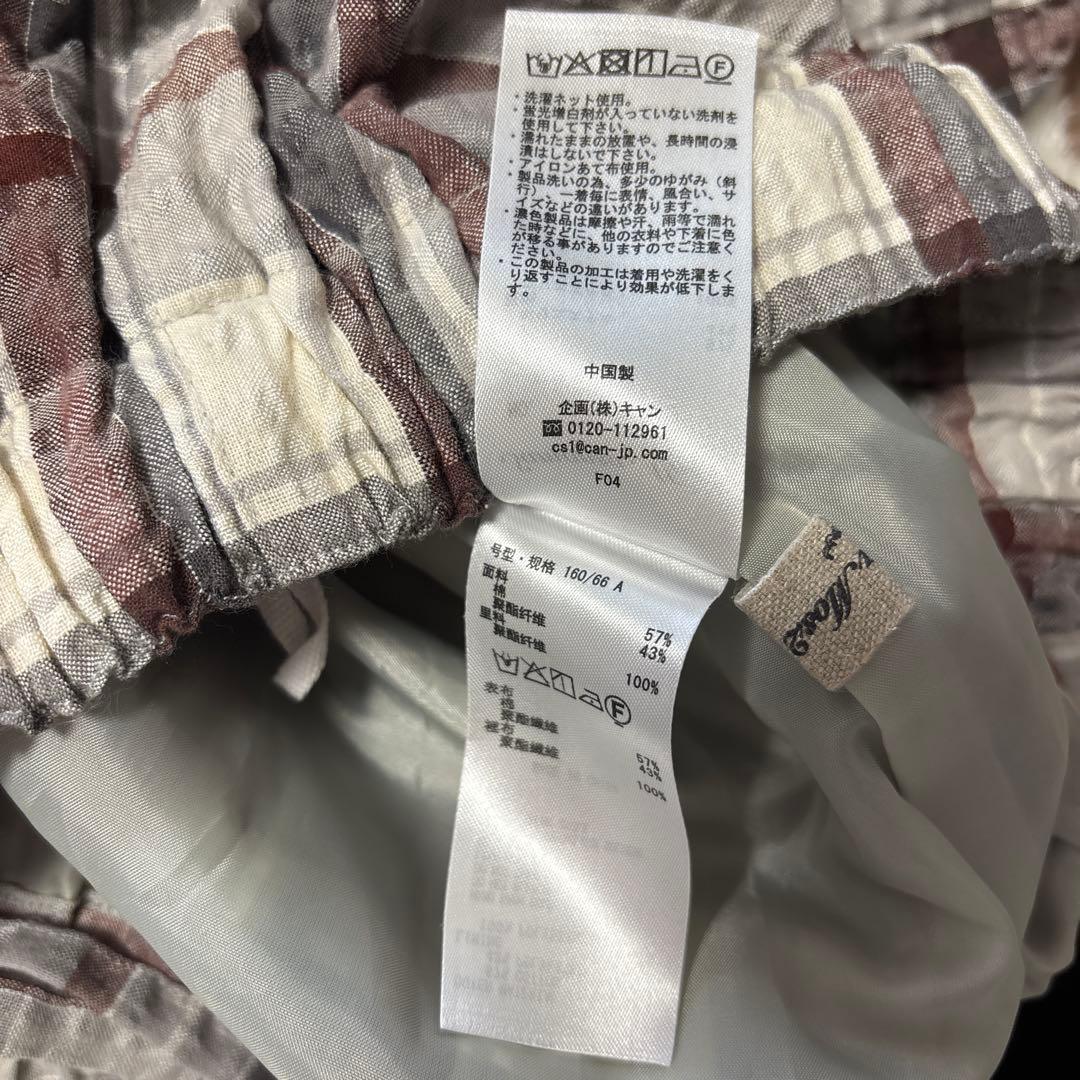 ・洗濯ネット使用。
・蛍光増白剤が入っていない洗剤を
使用して下さい。
・濡れたままの放置や、長時間の浸
漬はしないで下さい。
・アイロンあて布使用。
・製品洗いの為、多少のゆがみ（斜
行）、一着毎に表情、風合い、サ
イズなどの違いがあります。
・濃色製品は摩擦や汗、雨等で濡れ
た時などに、他の衣料や下着に色
が移る事がありますのでご注意く
ださい。
・この製品の加工は着用や洗濯をく
り返すことにより効果が低下しま
す。
中国製
企画(株)キャン
0120-112961
cs1@can-jp.com
F04
号型・规格 160/66 A
面料
棉 57%
聚酯纤维 43%
里料
聚酯纤维 100%
F
表布
棉 57%
聚酯纖維 43%
裡布
聚酯纖維 100%